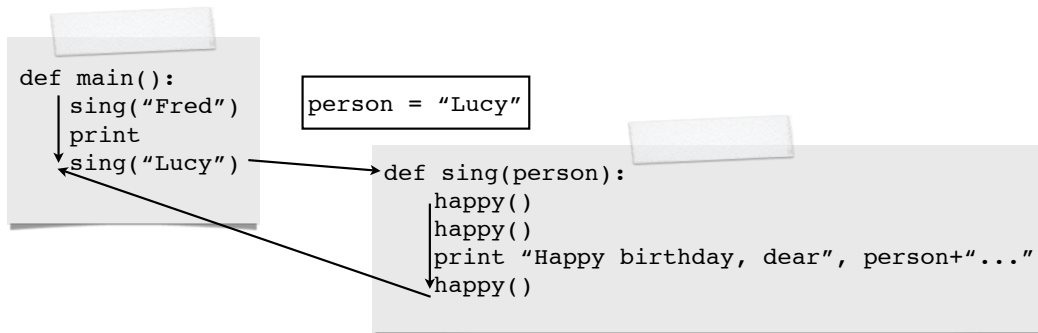 def main():
sing(“Fred”)
print
sing(“Lucy”)
person = “Lucy”
def sing(person):
happy()
happy()
print “Happy birthday, dear”, person+“...”
happy()